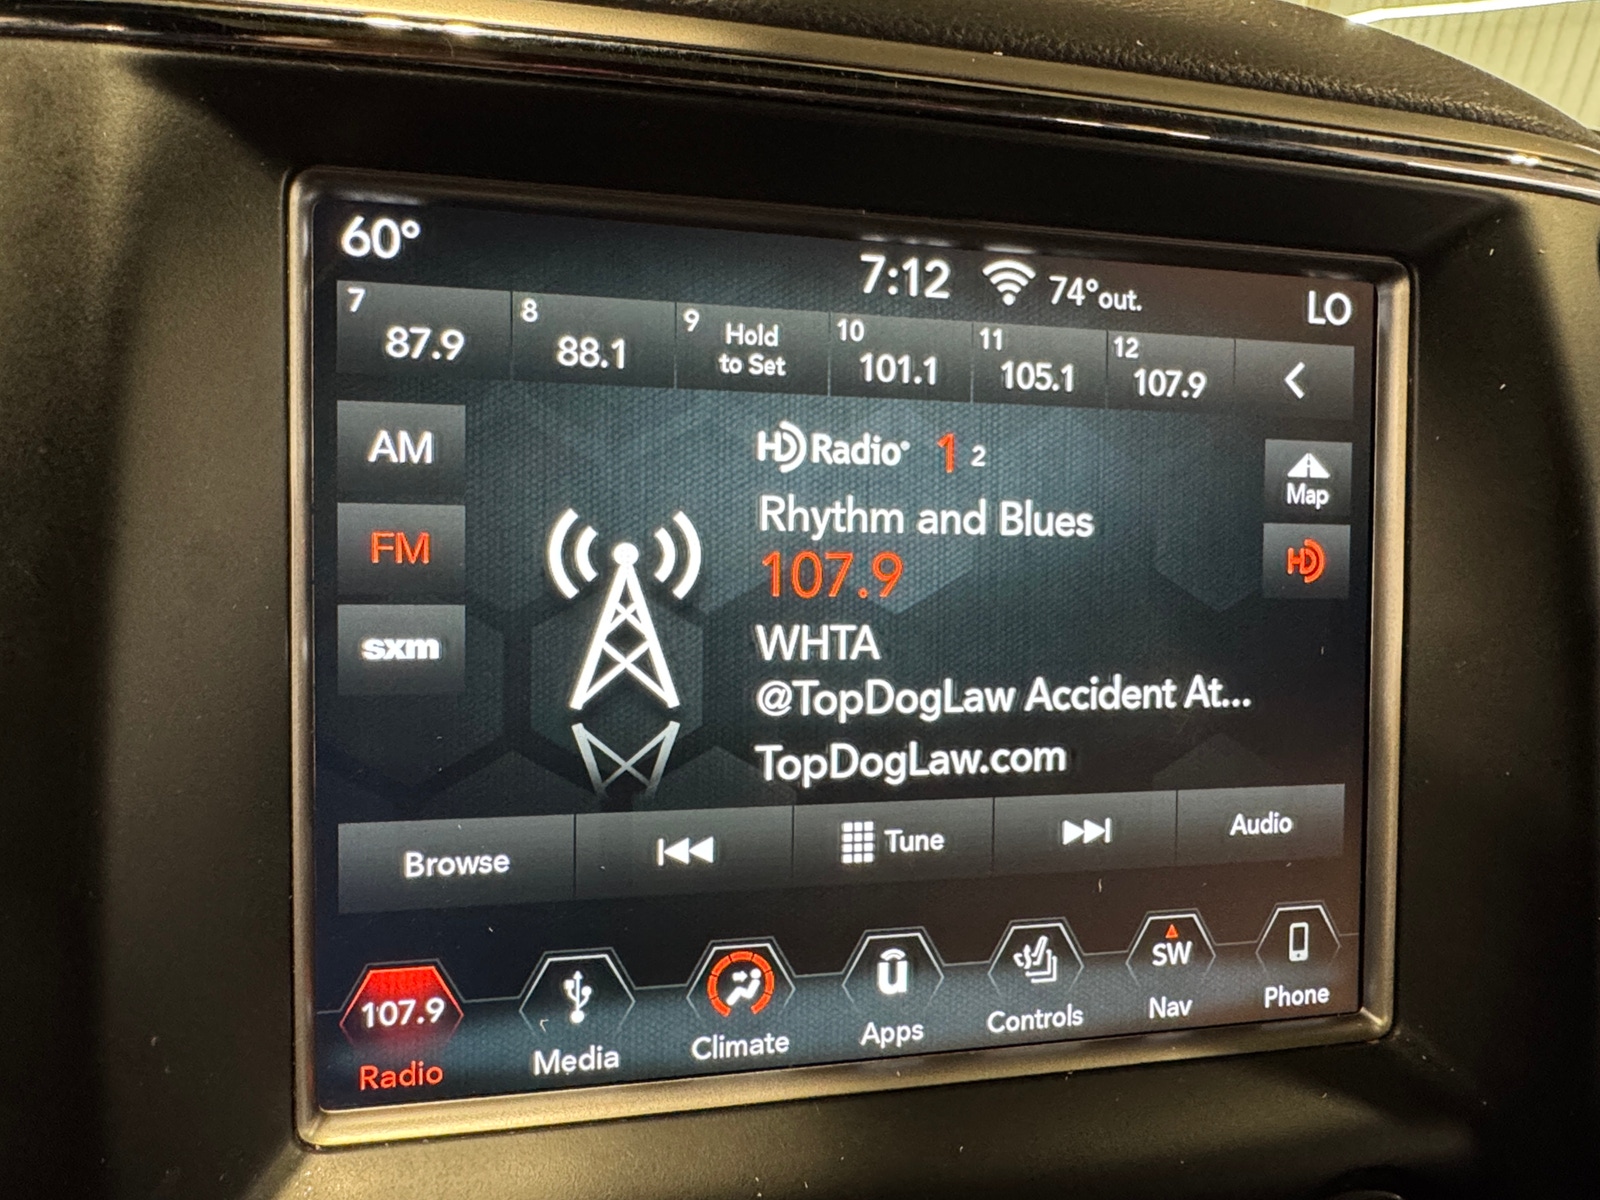 60°
7:12 74°out. LO
7 87.9
8 88.1
9 Hold to Set
10 101.1
11 105.1
12 107.9
AM
HD Radio 1 2
Map
Rhythm and Blues
FM
107.9
HD
sxm
WHTA
@TopDogLaw Accident At...
TopDogLaw.com
Browse Tune Audio
107.9 u SW
Radio Media Climate Apps Controls Nav Phone